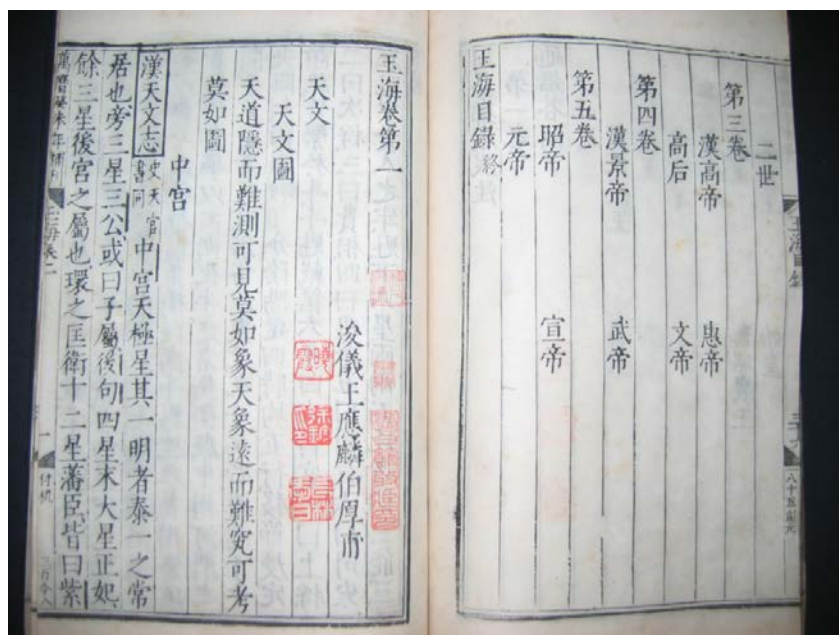 二世
第三卷
漢高帝 惠帝
高后 文帝
第四卷
漢景帝 武帝
第五卷
昭帝 宣帝
元帝
玉海目録終
玉海目錄
玉海卷第一
浚儀王應麟伯厚甫
天文
天文圖
天道隱而難測可見莫如象天象遠而難究可考
莫如圖
中宮
漢天文志史天官書同中宮天極星其一明者泰一之常
居也旁三星三公或曰子屬後句四星末大星正妃
餘三星後宮之屬也環之匡衛十二星藩臣皆曰紫